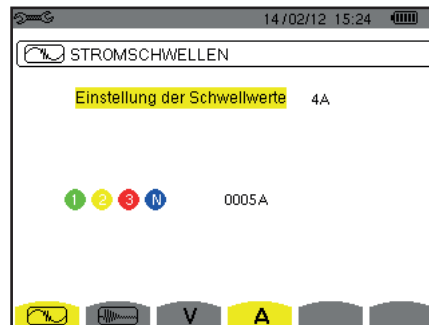 14/02/12 15:24
STROMSCHWELLEN
Einstellung der Schwellwerte 4A
1 2 3 N 0005A
V A